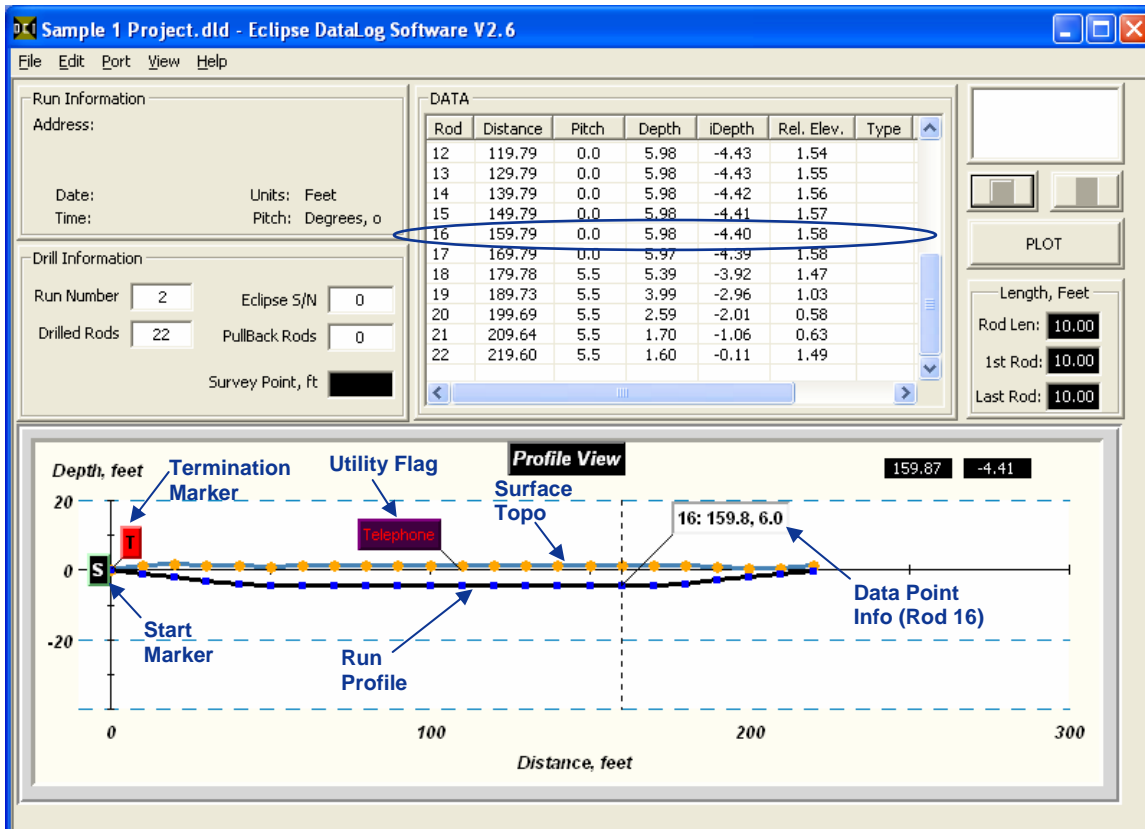 DCI Sample 1 Project.dld - Eclipse DataLog Software V2.6
File Edit Port View Help
Run Information
Address:
Date: Units: Feet
Time: Pitch: Degrees, o
Drill Information
Run Number 2 Eclipse S/N 0
Drilled Rods 22 PullBack Rods 0
Survey Point, ft
DATA
Rod Distance Pitch Depth iDepth Rel. Elev. Type
12 119.79 0.0 5.98 -4.43 1.54
13 129.79 0.0 5.98 -4.43 1.55
14 139.79 0.0 5.98 -4.42 1.56
15 149.79 0.0 5.98 -4.41 1.57
16 159.79 0.0 5.98 -4.40 1.58
17 169.79 0.0 5.97 -4.39 1.58
18 179.78 5.5 5.39 -3.92 1.47
19 189.73 5.5 3.99 -2.96 1.03
20 199.69 5.5 2.59 -2.01 0.58
21 209.64 5.5 1.70 -1.06 0.63
22 219.60 5.5 1.60 -0.11 1.49
PLOT
Length, Feet
Rod Len: 10.00
1st Rod: 10.00
Last Rod: 10.00
Profile View
159.87 -4.41
Depth, feet
Termination
Marker
Utility Flag
Surface
Topo
20
0
-20
T
S
Telephone
16: 159.8, 6.0
Data Point
Info (Rod 16)
Start
Marker
Run
Profile
0 100 200 300
Distance, feet